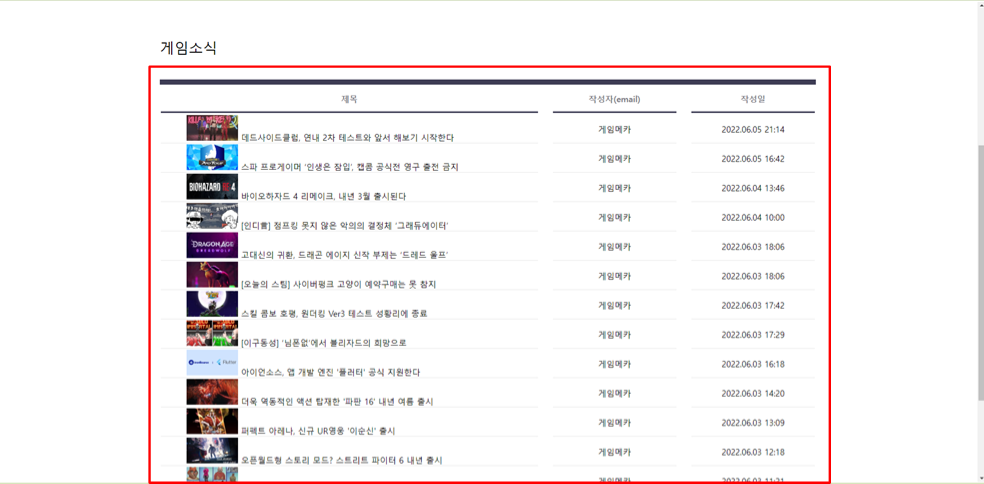 게임소식
제목 작성자(email) 작성일
데드사이드클럽, 연내 2차 테스트와 앞서 해보기 시작한다 게임메카 2022.06.05 21:14
스파 프로게이머 '인생은 잠입', 캡콤 공식전 영구 출전 금지 게임메카 2022.06.05 16:42
BIOHAZARD 4 바이오하자드 4 리메이크, 내년 3월 출시된다 게임메카 2022.06.04 13:46
[인디言] 점프킹 못지 않은 악의의 결정체 '그래듀에이터' 게임메카 2022.06.04 10:00
DRAGON AGE DREADWOLF 고대신의 귀환, 드래곤 에이지 신작 부제는 '드레드 울프' 게임메카 2022.06.03 18:06
[오늘의 스팀] 사이버펑크 고양이 예약구매는 못 참지 게임메카 2022.06.03 18:06
스킬 콤보 호평, 원더킹 Ver3 테스트 성황리에 종료 게임메카 2022.06.03 17:42
[이구동성] '님폰없'에서 블리자드의 희망으로 게임메카 2022.06.03 17:29
Flutter 아이언소스, 앱 개발 엔진 '플러터' 공식 지원한다 게임메카 2022.06.03 16:18
더욱 역동적인 액션 탑재한 '파판 16' 내년 여름 출시 게임메카 2022.06.03 14:20
퍼펙트 아레나, 신규 UR영웅 '이순신' 출시 게임메카 2022.06.03 13:09
오픈월드형 스토리 모드? 스트리트 파이터 6 내년 출시 게임메카 2022.06.03 12:18
게임메카 2022.06.03 11:21